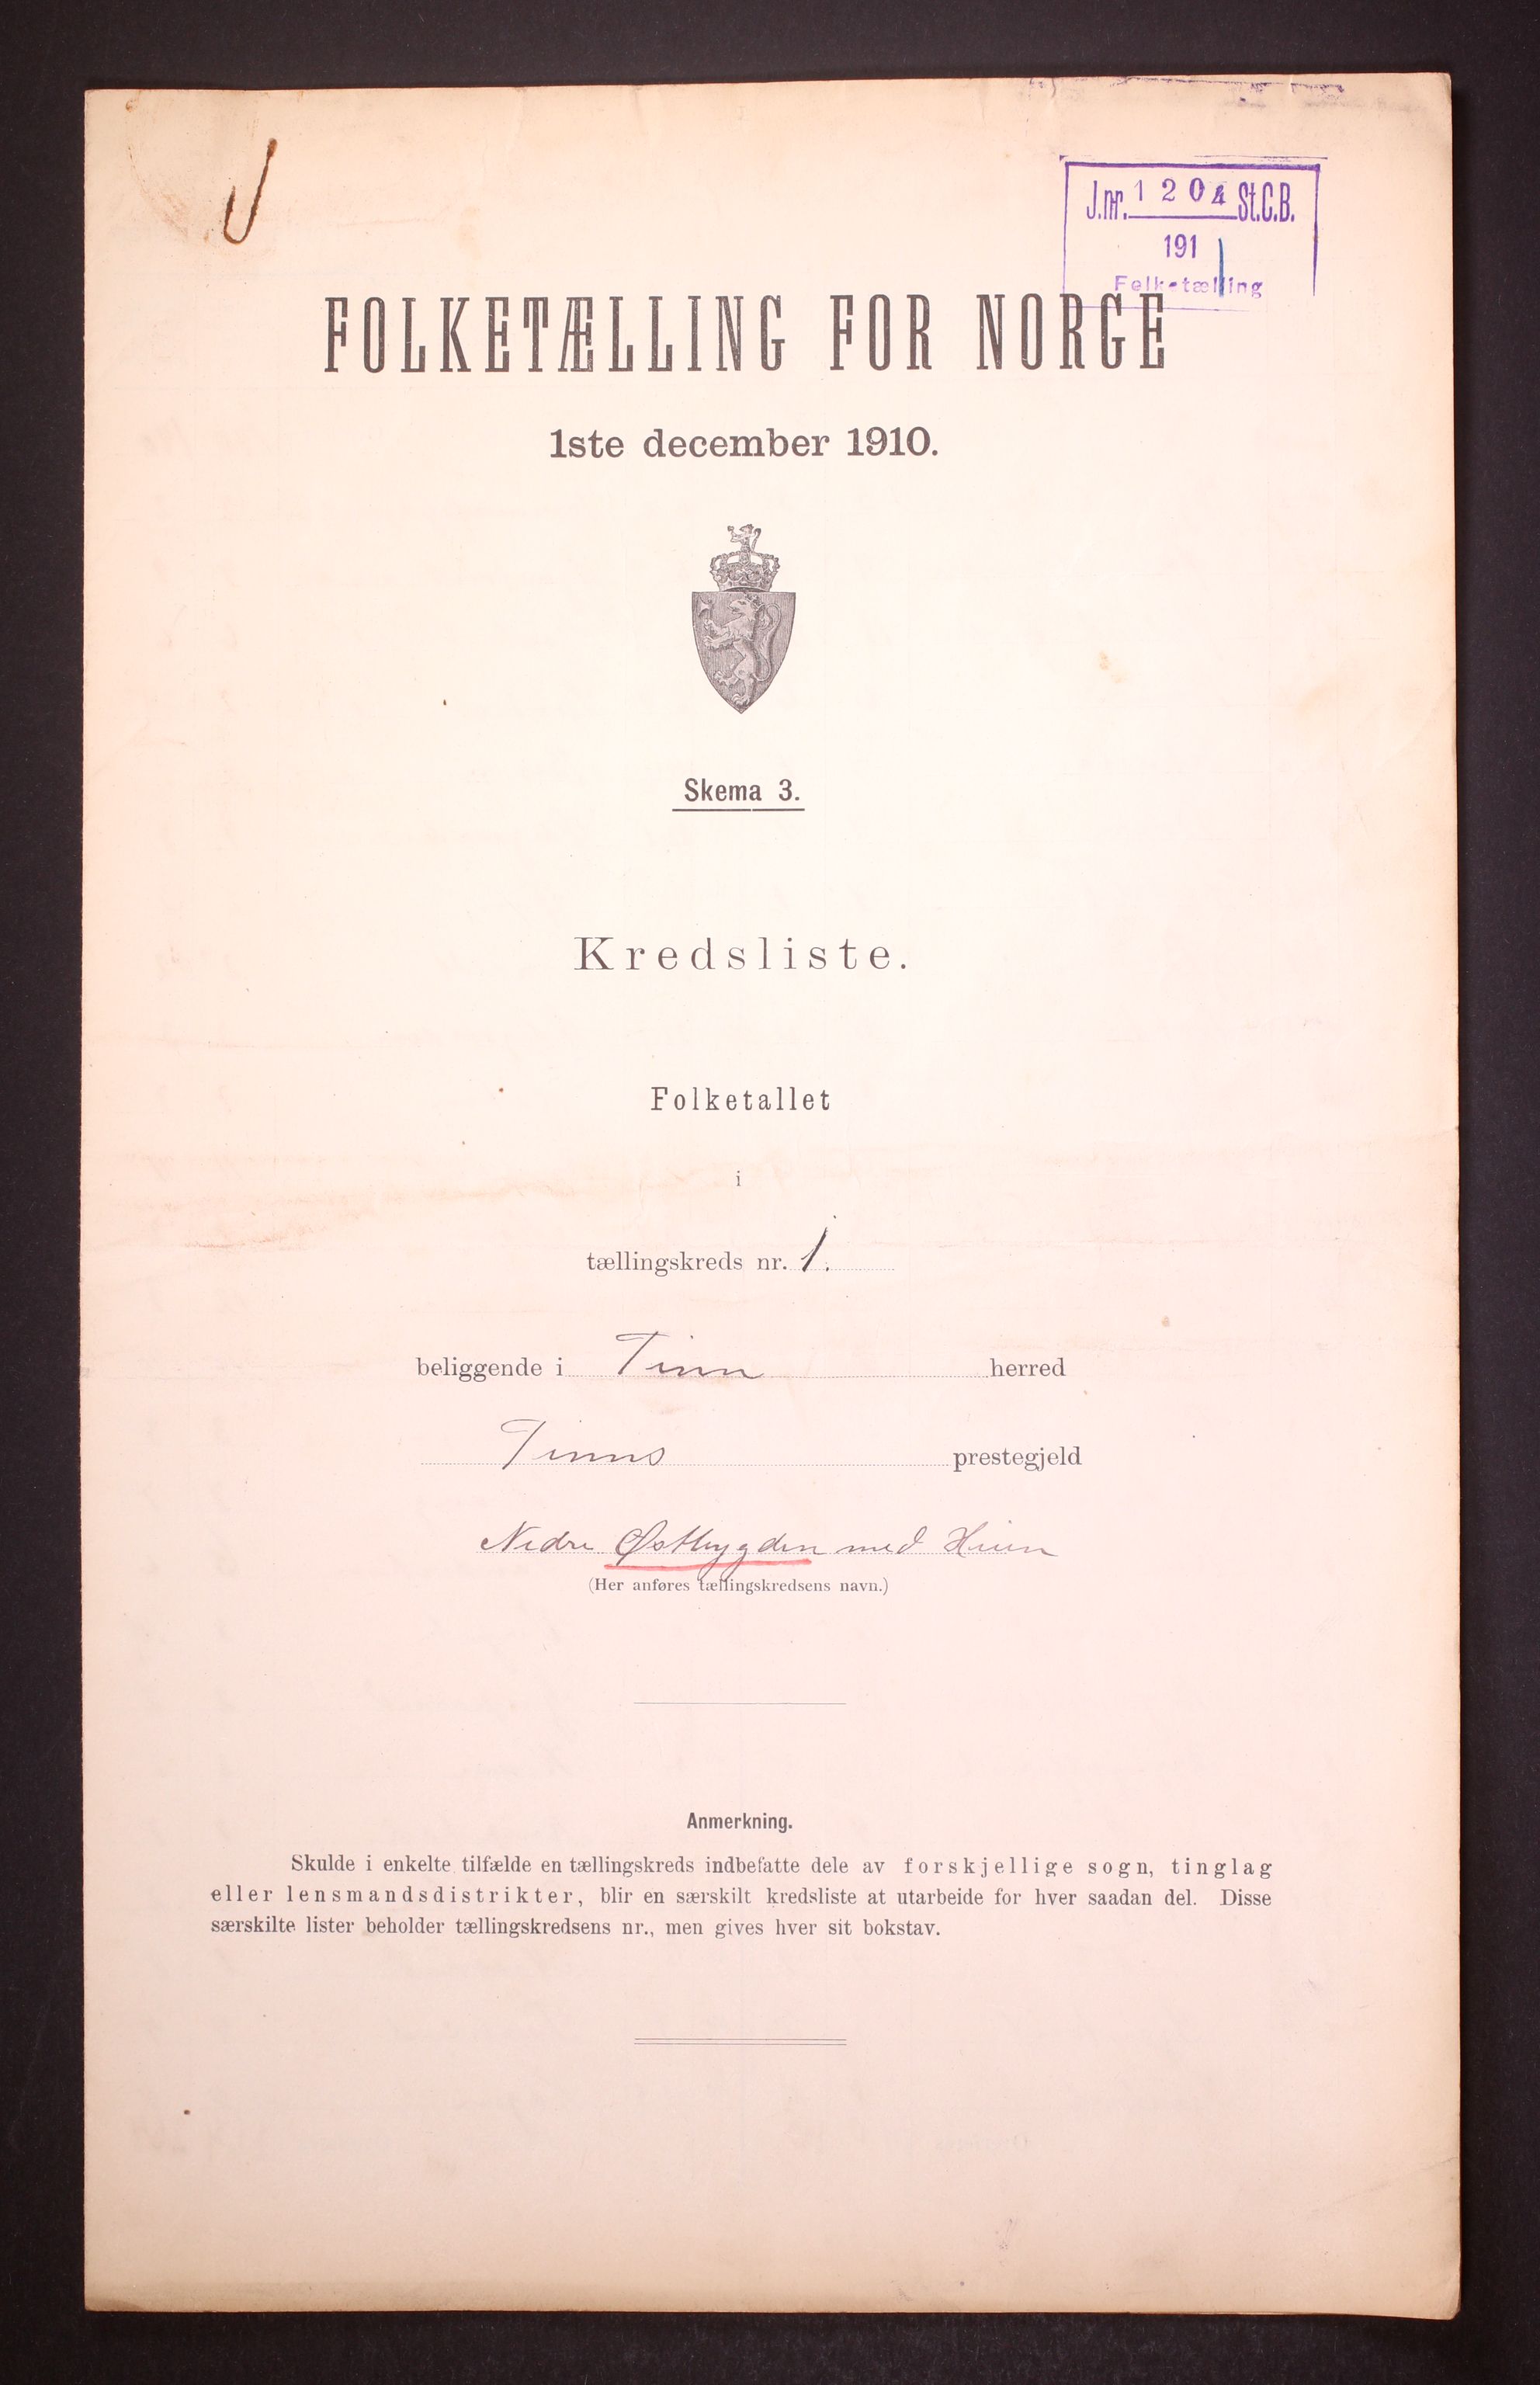 J.nr. 1204 St.C.B.
191
Folketælling
FOLKETÆLLING FOR NORGE
1ste december 1910.
Skema 3.
Kredsliste.
Folketallet
i
tællingskreds nr. 1.
beliggende i Tinn herred
Tinns prestegjeld
Nedre Østbygden med
(Her anføres tællingskredsens navn.)
Anmerkning.
Skulde i enkelte tilfælde en tællingskreds indbefatte dele av forskjellige sogn, tinglag
eller lensmandsdistrikter, blir en særskilt kredsliste at utarbeide for hver saadan del. Disse
særskilte lister beholder tællingskredsens nr., men gives hver sit bokstav.